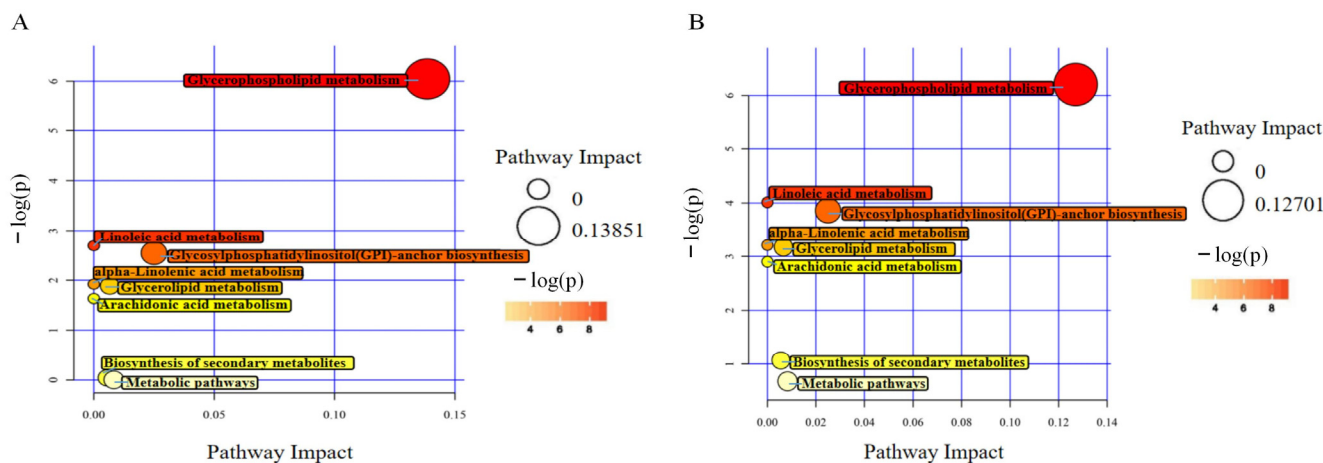 A
Glycerophospholipid metabolism
Linoleic acid metabolism
Glycosylphosphatidylinositol(GPI)-anchor biosynthesis
alpha-Linolenic acid metabolism
Glycerolipid metabolism
Arachidonic acid metabolism
Biosynthesis of secondary metabolites
Metabolic pathways
6
5
4
3
2
1
0
−log(p)
0.00 0.05 0.10 0.15
Pathway Impact
Pathway Impact
0
0.13851
−log(p)
4 6 8
B
Glycerophospholipid metabolism
Linoleic acid metabolism
Glycosylphosphatidylinositol(GPI)-anchor biosynthesis
alpha-Linolenic acid metabolism
Glycerolipid metabolism
Arachidonic acid metabolism
Biosynthesis of secondary metabolites
Metabolic pathways
6
5
4
3
2
1
−log(p)
0.00 0.02 0.04 0.06 0.08 0.10 0.12 0.14
Pathway Impact
Pathway Impact
0
0.12701
−log(p)
4 6 8